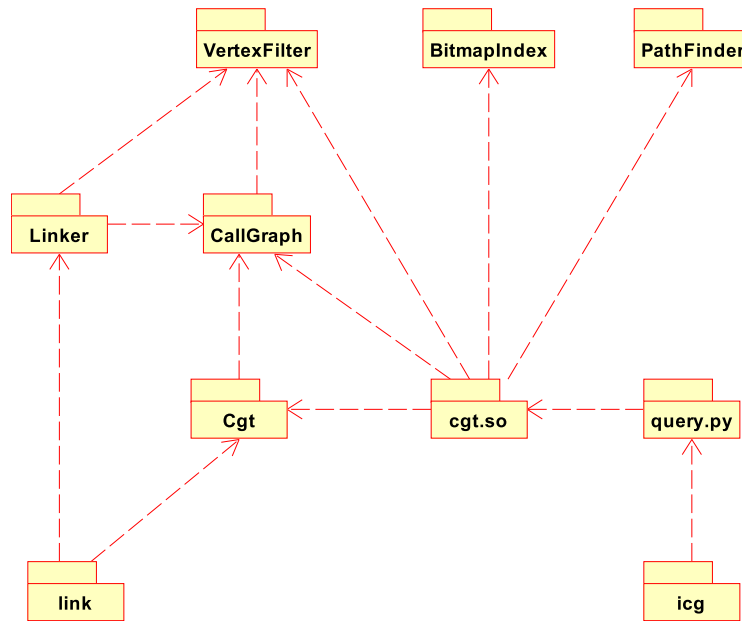 VertexFilter
BitmapIndex
PathFinder
Linker
CallGraph
Cgt
cgt.so
query.py
link
icg